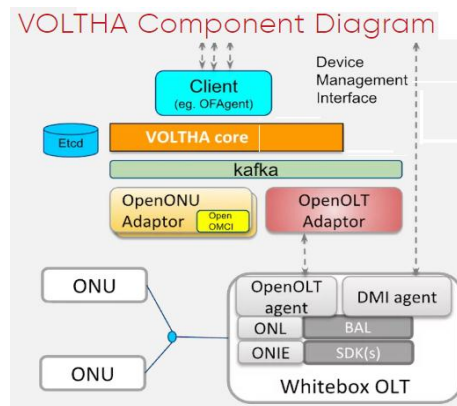 VOLTHA Component Diagram
Client
(eg. OFAgent)
Device
Management
Interface
Etcd
VOLTHA core
kafka
OpenONU
Adaptor
Open
OMCI
OpenOLT
Adaptor
ONU
ONU
OpenOLT
agent
DMI agent
ONL
BAL
ONIE
SDK(s)
Whitebox OLT